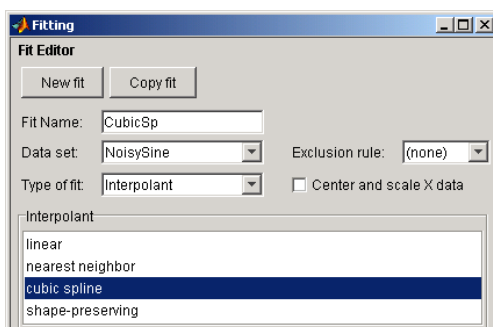 Fitting
Fit Editor
New fit Copy fit
Fit Name: CubicSp
Data set: NoisySine Exclusion rule: (none)
Type of fit: Interpolant Center and scale X data
Interpolant
linear
nearest neighbor
cubic spline
shape-preserving